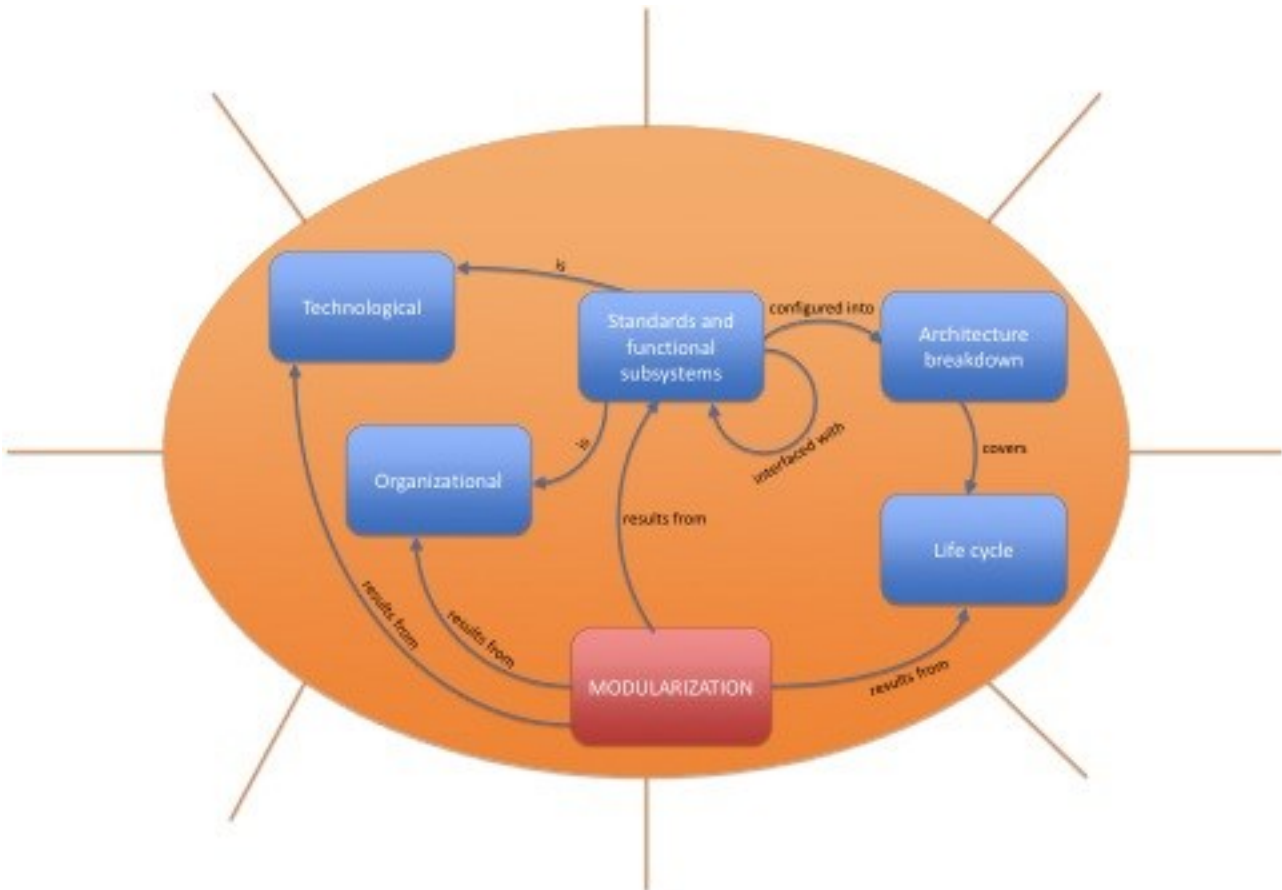 is
Technological
Standards and
functional
subsystems
configured into
Architecture
breakdown
is
interfaced with
covers
Organizational
results from
Life cycle
results from
results from
results from
MODULARIZATION